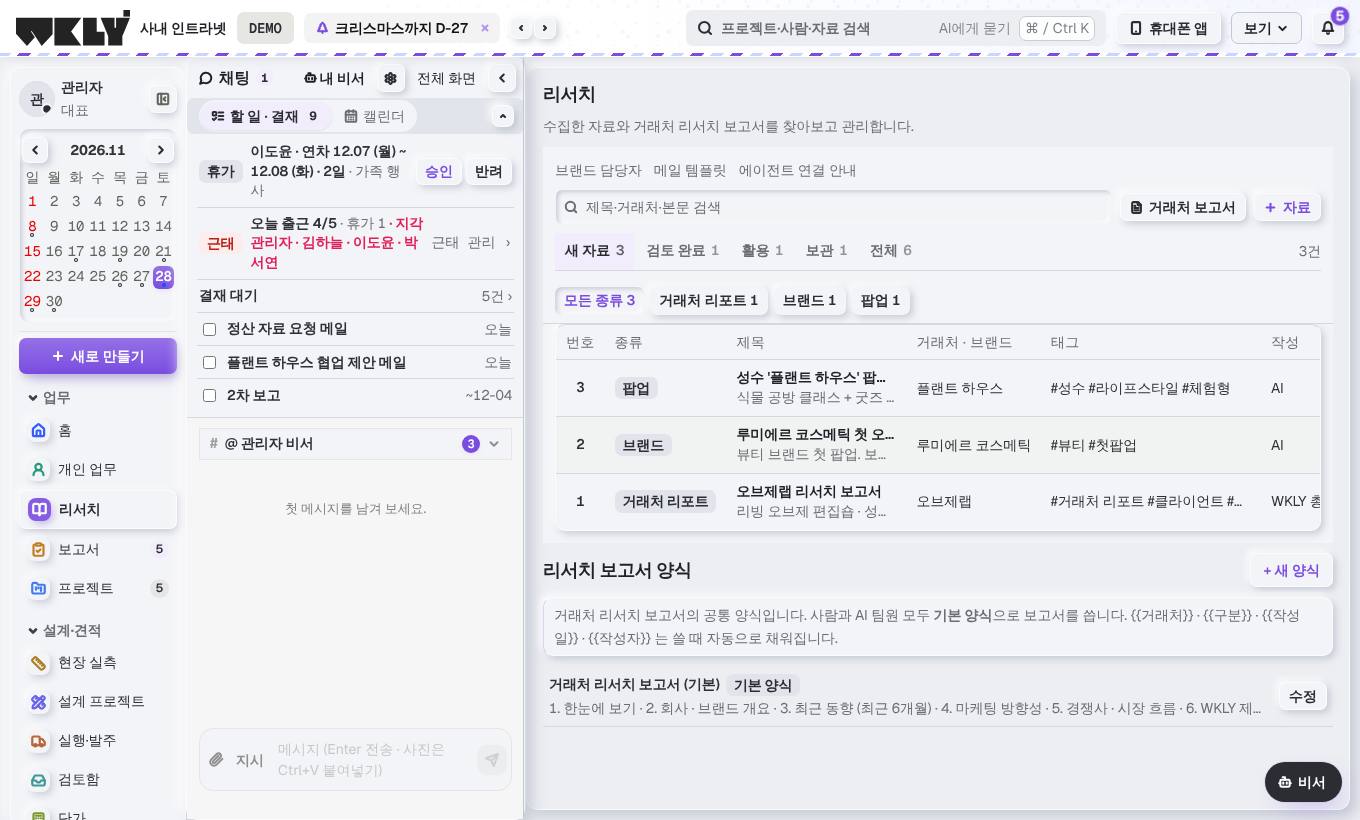 WKLY 사내 인트라넷 DEMO 크리스마스까지 D-27 × 프로젝트·사람·자료 검색 AI에게 묻기 ⌘ / Ctrl K 휴대폰 앱 보기 5
관 관리자
대표
2026.11
일 월 화 수 목 금 토
1 2 3 4 5 6 7
8 9 10 11 12 13 14
15 16 17 18 19 20 21
22 23 24 25 26 27 28
29 30
+ 새로 만들기
업무
홈
개인 업무
리서치
보고서 5
프로젝트 5
설계·견적
현장 실측
설계 프로젝트
실행·발주
검토함
단가
채팅 1 내 비서 전체 화면
할 일 · 결재 9 캘린더
휴가 이도윤 · 연차 12.07 (월) ~
12.08 (화) · 2일 · 가족 행
사
승인 반려
근태 오늘 출근 4/5 · 휴가 1 · 지각
관리자 · 김하늘 · 이도윤 · 박
서연
근태 관리 ›
결재 대기 5건 ›
정산 자료 요청 메일 오늘
플랜트 하우스 협업 제안 메일 오늘
2차 보고 ~12-04
# @ 관리자 비서 3
첫 메시지를 남겨 보세요.
지시 메시지 (Enter 전송 · 사진은
Ctrl+V 붙여넣기)
리서치
수집한 자료와 거래처 리서치 보고서를 찾아보고 관리합니다.
브랜드 담당자 메일 템플릿 에이전트 연결 안내
제목·거래처·본문 검색 거래처 보고서 + 자료
새 자료 3 검토 완료 1 활용 1 보관 1 전체 6 3건
모든 종류 3 거래처 리포트 1 브랜드 1 팝업 1
번호 종류 제목 거래처 · 브랜드 태그 작성
3 팝업 성수 '플랜트 하우스' 팝... 플랜트 하우스 #성수 #라이프스타일 #체험형 AI
식물 공방 클래스 + 굿즈 ...
2 브랜드 루미에르 코스메틱 첫 오... 루미에르 코스메틱 #뷰티 #첫팝업 AI
뷰티 브랜드 첫 팝업. 보...
1 거래처 리포트 오브제랩 리서치 보고서 오브제랩 #거래처 리포트 #클라이언트 #... WKLY 총
리빙 오브제 편집숍 · 성...
리서치 보고서 양식 + 새 양식
거래처 리서치 보고서의 공통 양식입니다. 사람과 AI 팀원 모두 기본 양식으로 보고서를 씁니다. {{거래처}} · {{구분}} · {{작성
일}} · {{작성자}} 는 쓸 때 자동으로 채워집니다.
거래처 리서치 보고서 (기본) 기본 양식
1. 한눈에 보기 · 2. 회사 · 브랜드 개요 · 3. 최근 동향 (최근 6개월) · 4. 마케팅 방향성 · 5. 경쟁사 · 시장 흐름 · 6. WKLY 제...
수정
비서